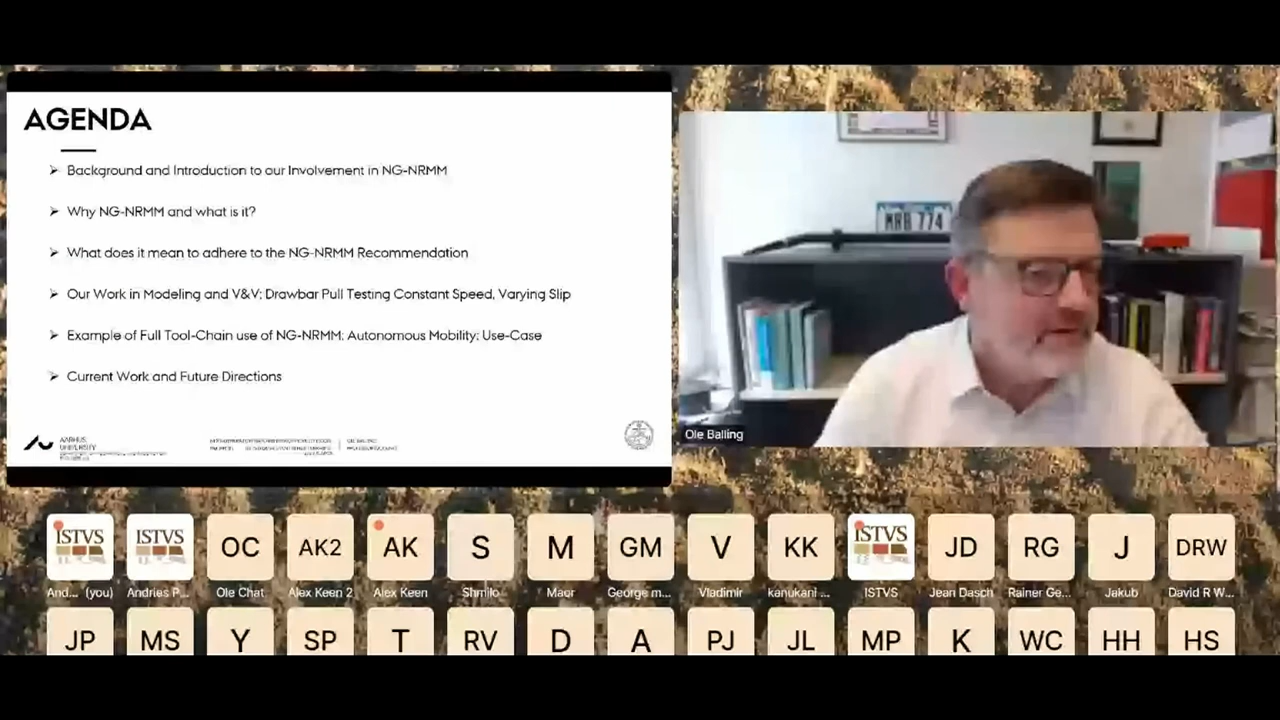 AGENDA
Background and Introduction to our Involvement in NG-NRMM
Why NG-NRMM and what is it?
What does it mean to adhere to the NG-NRMM Recommendation
Our Work in Modeling and V&V; Drawbar Pull Testing Constant Speed, Varying Slip
Example of Full Tool-Chain use of NG-NRMM; Autonomous Mobility; Use-Case
Current Work and Future Directions
AARHUS
UNIVERSITY
MRB 774
Ole Balling
ISTVS ISTVS OC AK2 AK S M GM V KK ISTVS JD RG J DRW
And... (you) Andries P... Ole Chat Alex Keen 2 Alex Keen Shmilo Maor George m... Vladimir kanukani ... ISTVS Jean Dasch Rainer Ge... Jakub David R W...
JP MS Y SP T RV D A PJ JL MP K WC HH HS